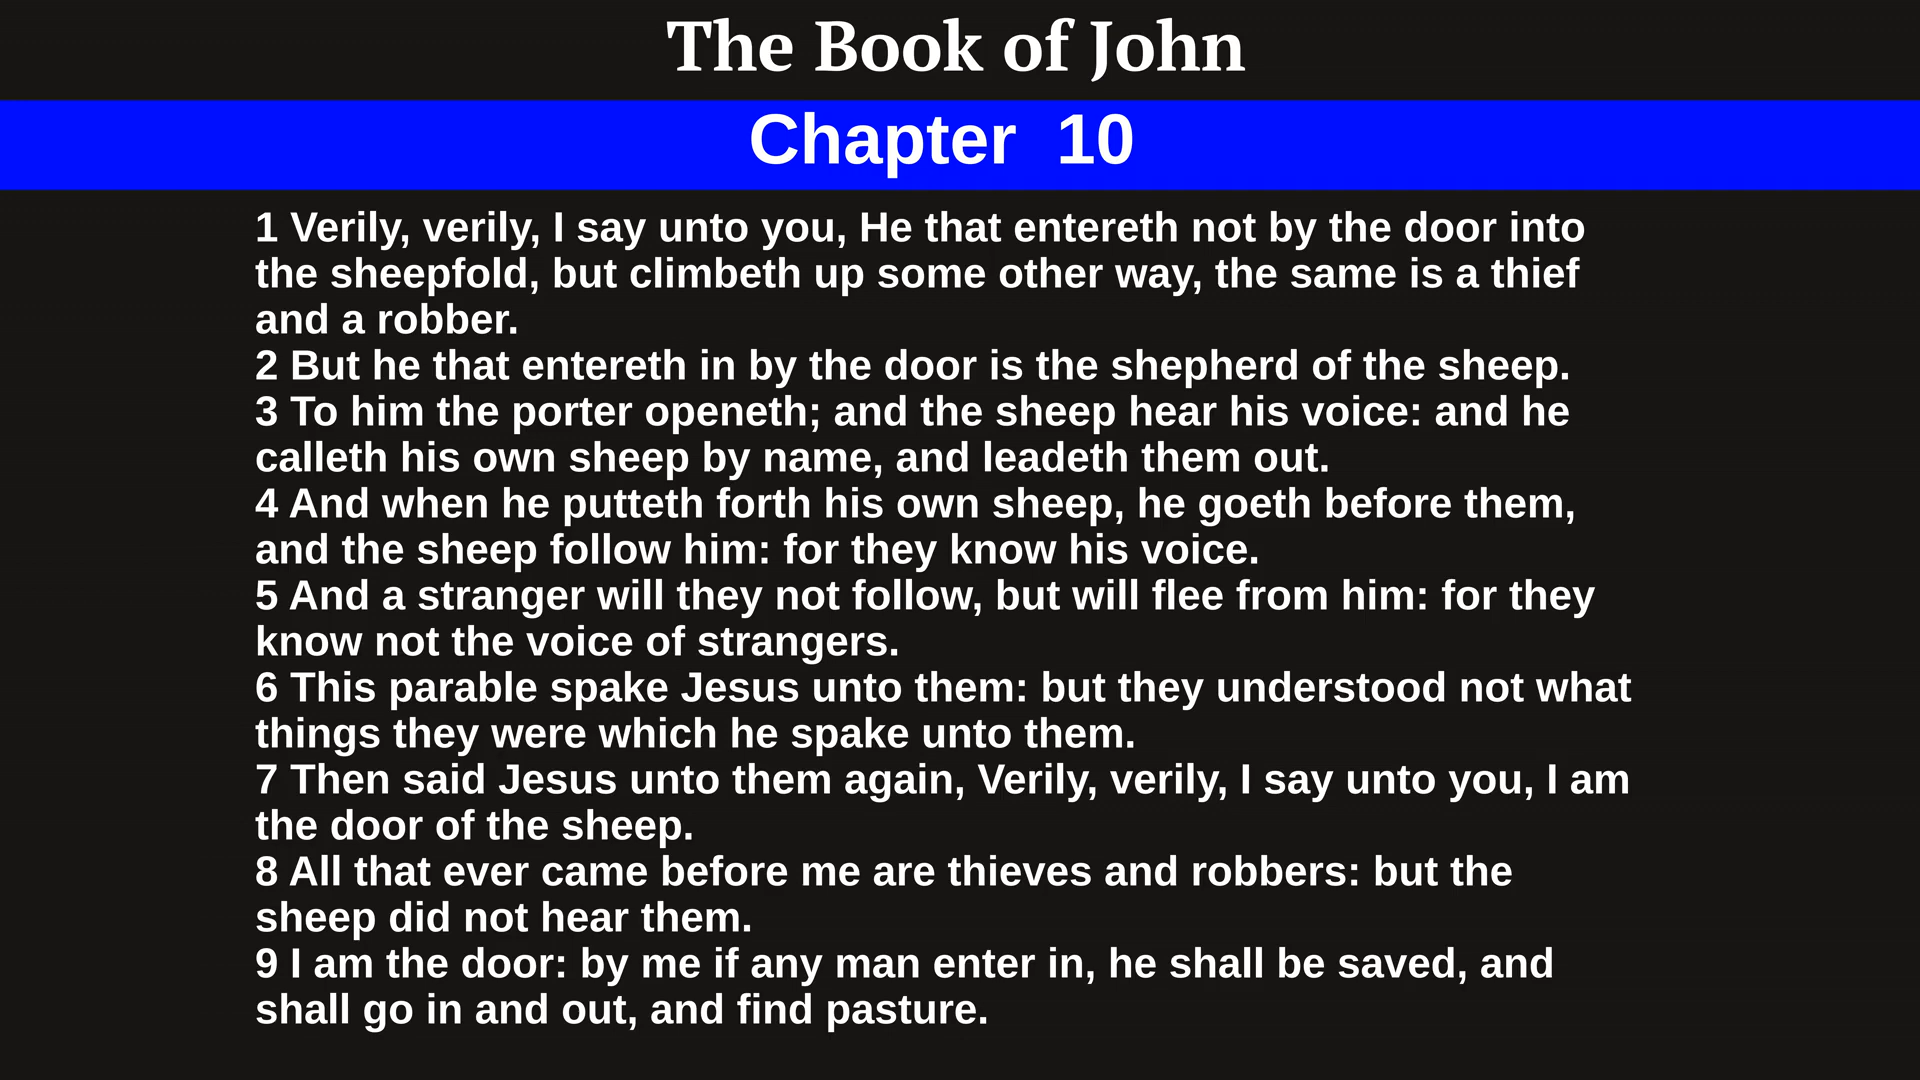 The Book of John
Chapter 10
1 Verily, verily, I say unto you, He that entereth not by the door into
the sheepfold, but climbeth up some other way, the same is a thief
and a robber.
2 But he that entereth in by the door is the shepherd of the sheep.
3 To him the porter openeth; and the sheep hear his voice: and he
calleth his own sheep by name, and leadeth them out.
4 And when he putteth forth his own sheep, he goeth before them,
and the sheep follow him: for they know his voice.
5 And a stranger will they not follow, but will flee from him: for they
know not the voice of strangers.
6 This parable spake Jesus unto them: but they understood not what
things they were which he spake unto them.
7 Then said Jesus unto them again, Verily, verily, I say unto you, I am
the door of the sheep.
8 All that ever came before me are thieves and robbers: but the
sheep did not hear them.
9 I am the door: by me if any man enter in, he shall be saved, and
shall go in and out, and find pasture.